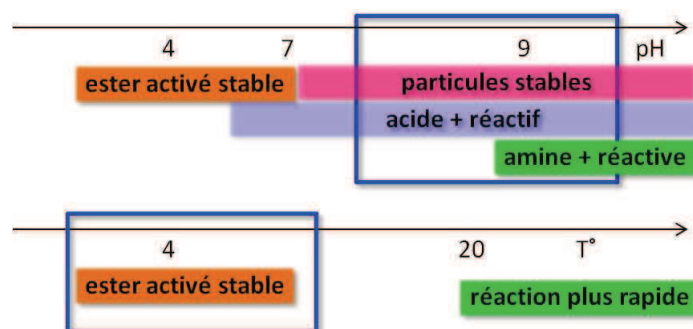 4 7 9 pH
ester activé stable particules stables
acide + réactif
amine + réactive
4 20 T°
ester activé stable
réaction plus rapide